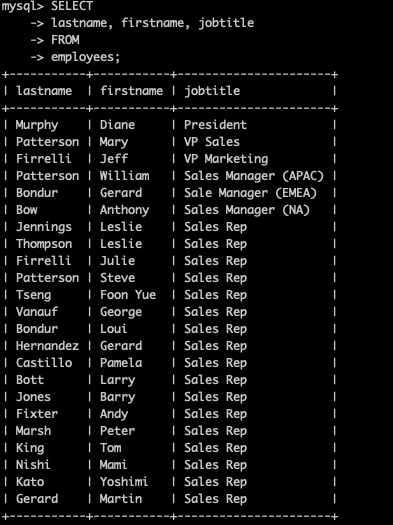 mysql> SELECT
    -> lastname, firstname, jobtitle
    -> FROM
    -> employees;
+-----------+-----------+----------------------+
| lastname  | firstname | jobtitle             |
+-----------+-----------+----------------------+
| Murphy    | Diane     | President            |
| Patterson | Mary      | VP Sales             |
| Firrelli  | Jeff      | VP Marketing         |
| Patterson | William   | Sales Manager (APAC) |
| Bondur    | Gerard    | Sale Manager (EMEA)  |
| Bow       | Anthony   | Sales Manager (NA)   |
| Jennings  | Leslie    | Sales Rep            |
| Thompson  | Leslie    | Sales Rep            |
| Firrelli  | Julie     | Sales Rep            |
| Patterson | Steve     | Sales Rep            |
| Tseng     | Foon Yue  | Sales Rep            |
| Vanauf    | George    | Sales Rep            |
| Bondur    | Loui      | Sales Rep            |
| Hernandez | Gerard    | Sales Rep            |
| Castillo  | Pamela    | Sales Rep            |
| Bott      | Larry     | Sales Rep            |
| Jones     | Barry     | Sales Rep            |
| Fixter    | Andy      | Sales Rep            |
| Marsh     | Peter     | Sales Rep            |
| King      | Tom       | Sales Rep            |
| Nishi     | Mami      | Sales Rep            |
| Kato      | Yoshimi   | Sales Rep            |
| Gerard    | Martin    | Sales Rep            |
+-----------+-----------+----------------------+